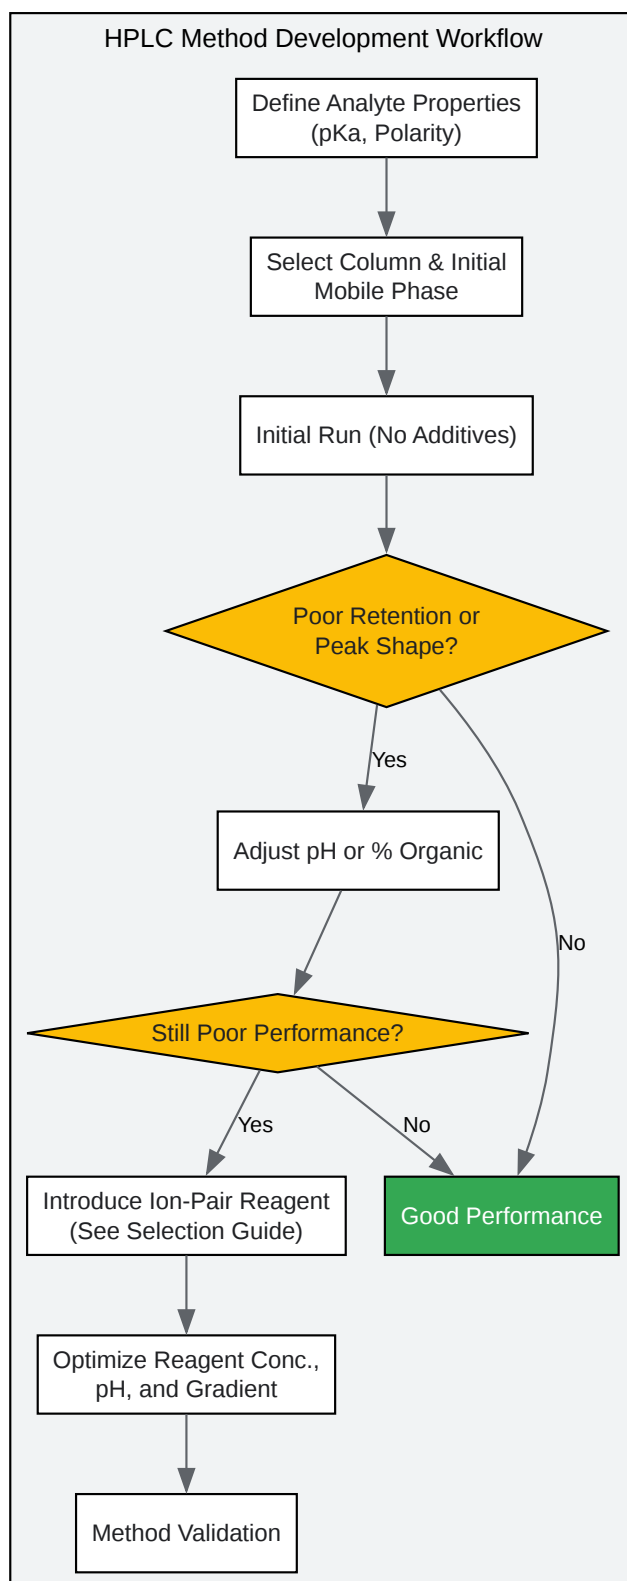 HPLC Method Development Workflow
Define Analyte Properties
(pKa, Polarity)
Select Column & Initial
Mobile Phase
Initial Run (No Additives)
Poor Retention or
Peak Shape?
Yes
Adjust pH or % Organic
No
Still Poor Performance?
Yes
No
Introduce Ion-Pair Reagent
(See Selection Guide)
Good Performance
Optimize Reagent Conc.,
pH, and Gradient
Method Validation